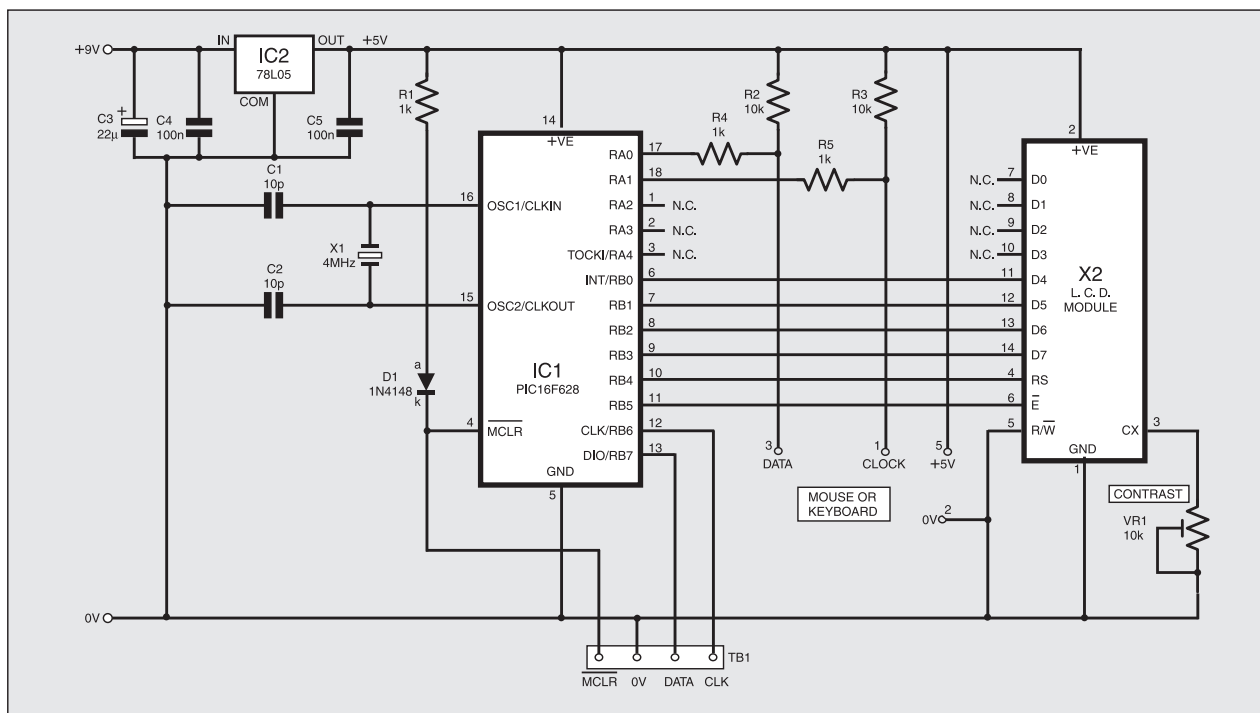 +9V
IN
IC2
78L05
COM
OUT
+5V
C3
22µ
+
C4
100n
C5
100n
R1
1k
C1
10p
X1
4MHz
C2
10p
D1
1N4148
a
k
14
+VE
16
OSC1/CLKIN
15
OSC2/CLKOUT
IC1
PIC16F628
4
MCLR
GND
5
RA0
17
RA1
18
RA2
1
N.C.
RA3
2
N.C.
TOCKI/RA4
3
N.C.
INT/RB0
6
RB1
7
RB2
8
RB3
9
RB4
10
RB5
11
CLK/RB6
12
DIO/RB7
13
R4
1k
R2
10k
R5
1k
R3
10k
3
DATA
1
CLOCK
5
+5V
MOUSE OR
KEYBOARD
0V
2
2
+VE
N.C.
7
D0
N.C.
8
D1
N.C.
9
D2
N.C.
10
D3
11
D4
12
D5
13
D6
14
D7
4
RS
6
E
5
R/W
X2
L. C. D.
MODULE
GND
1
CX
3
CONTRAST
VR1
10k
0V
TB1
MCLR
0V
DATA
CLK